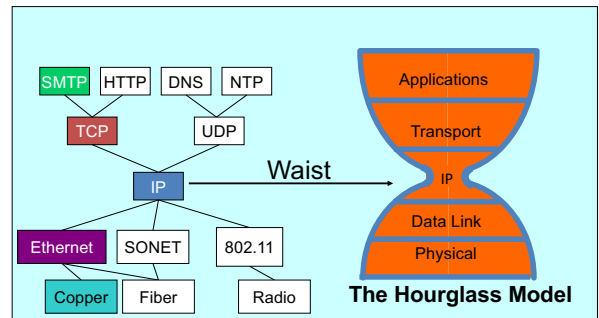 SMTP HTTP DNS NTP
TCP UDP
IP
Waist
Ethernet SONET 802.11
Copper Fiber Radio
Applications
Transport
IP
Data Link
Physical
The Hourglass Model